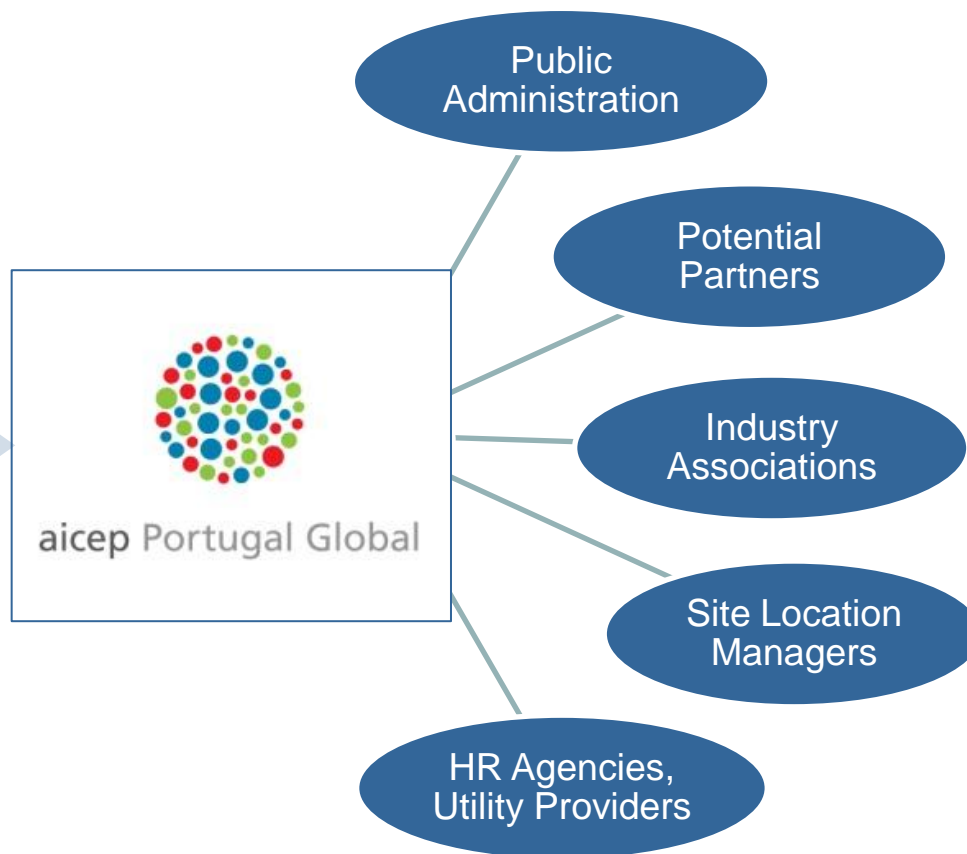 Public
Administration
Potential
Partners
Industry
Associations
aicep Portugal Global
Site Location
Managers
HR Agencies,
Utility Providers